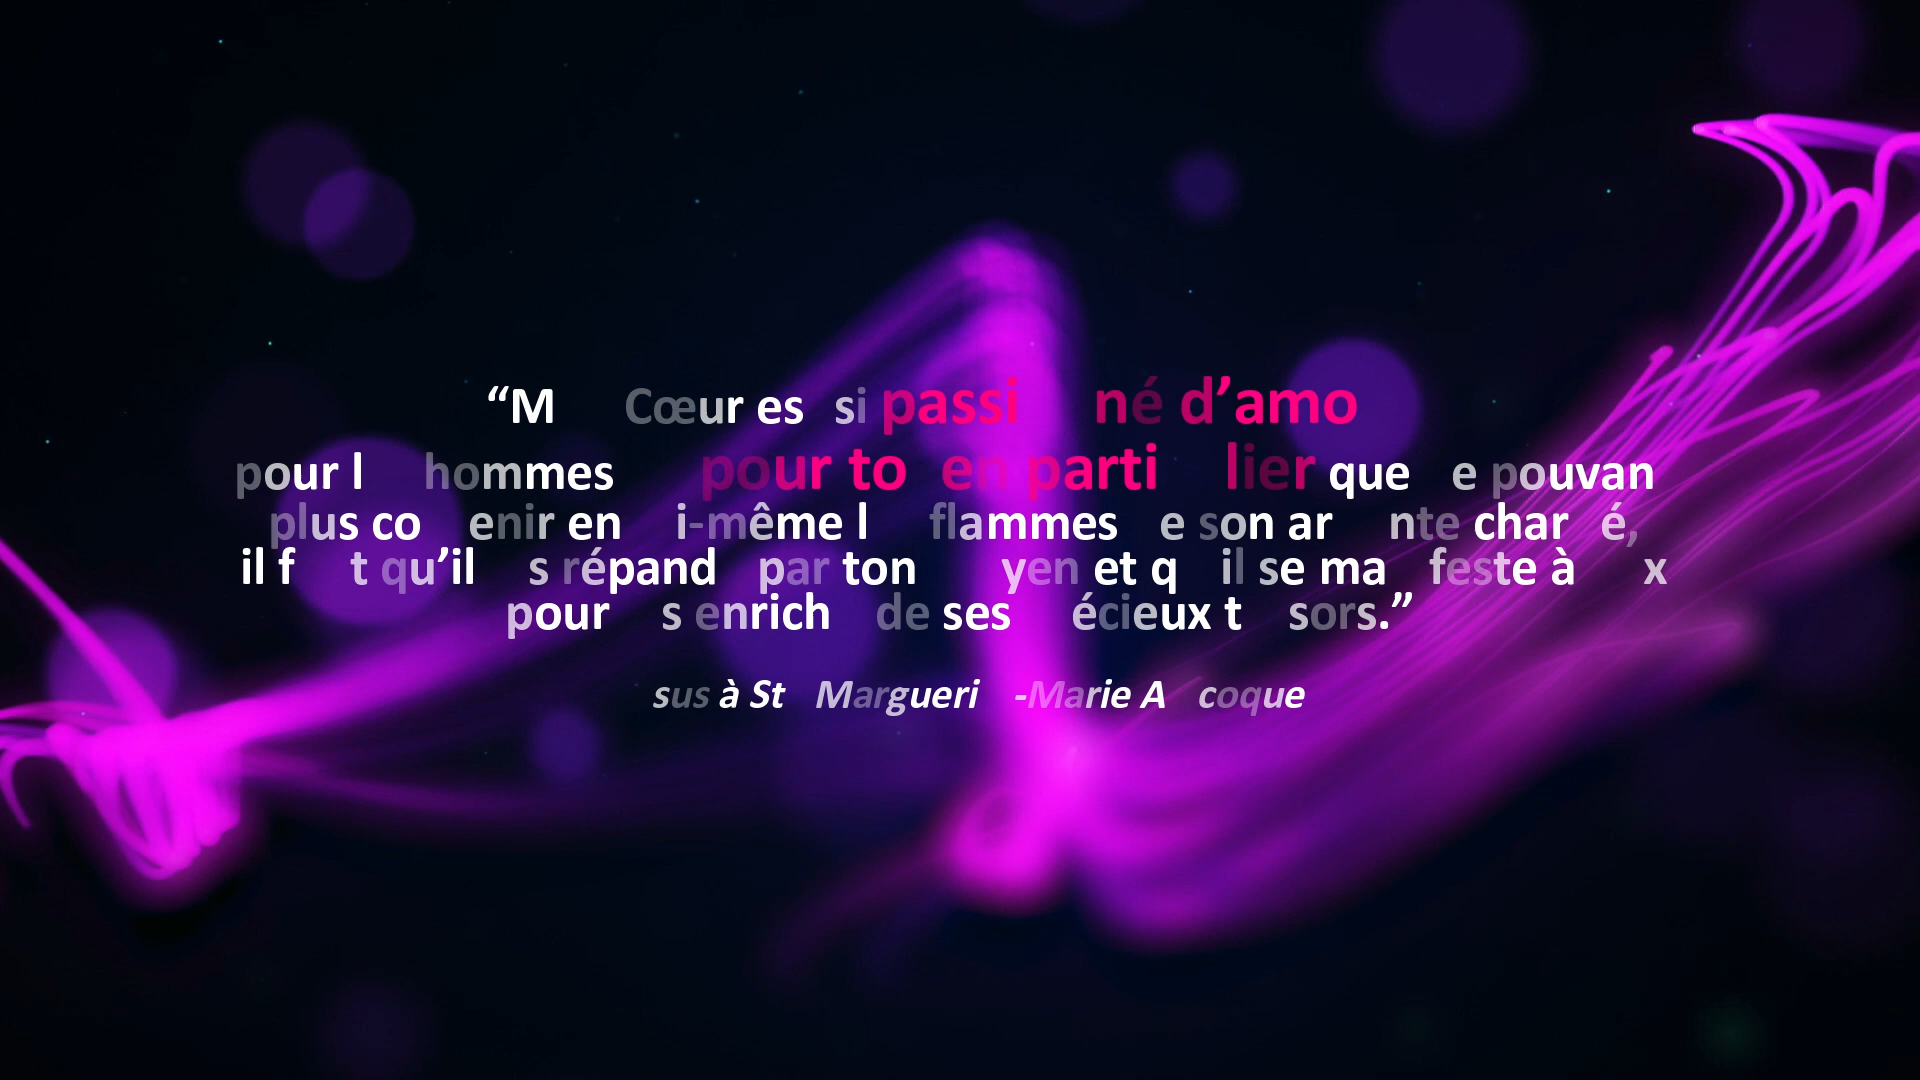 “M Cœur es si passi né d’amo
pour l hommes pour to en parti lier que e pouvan
plus co enir en i-même l flammes e son ar nte char é,
il f t qu’il s répand par ton yen et q il se ma feste à x
pour s enrich de ses écieux t sors.”
sus à St Margueri -Marie A coque